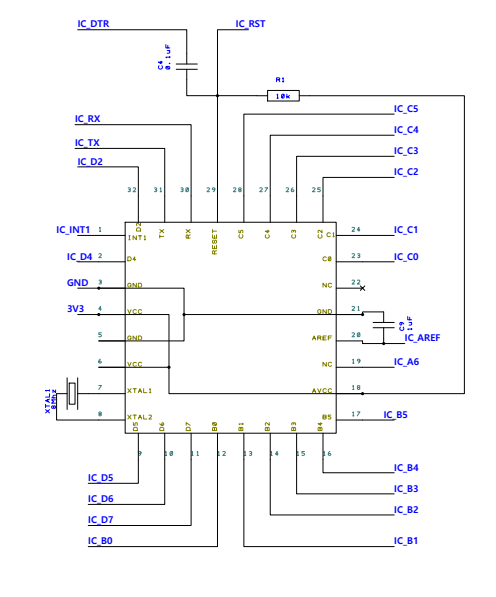 IC_DTR
IC_RST
C4
0.1uF
R1
10k
IC_C5
IC_RX
IC_C4
IC_TX
IC_C3
IC_D2
IC_C2
32
31
30
29
28
27
26
25
D2
TX
RX
RESET
C5
C4
C3
C2
IC_INT1
1
INT1
C1
24
IC_C1
IC_D4
2
D4
C0
23
IC_C0
GND
3
GND
NC
22
3V3
4
VCC
GND
21
C9
1uF
5
GND
AREF
20
IC_AREF
6
VCC
NC
19
IC_A6
XTAL1
8Mhz
7
XTAL1
AVCC
18
8
XTAL2
B5
17
IC_B5
D5
D6
D7
B0
B1
B2
B3
B4
9
10
11
12
13
14
15
16
IC_D5
IC_B4
IC_D6
IC_B3
IC_D7
IC_B2
IC_B0
IC_B1